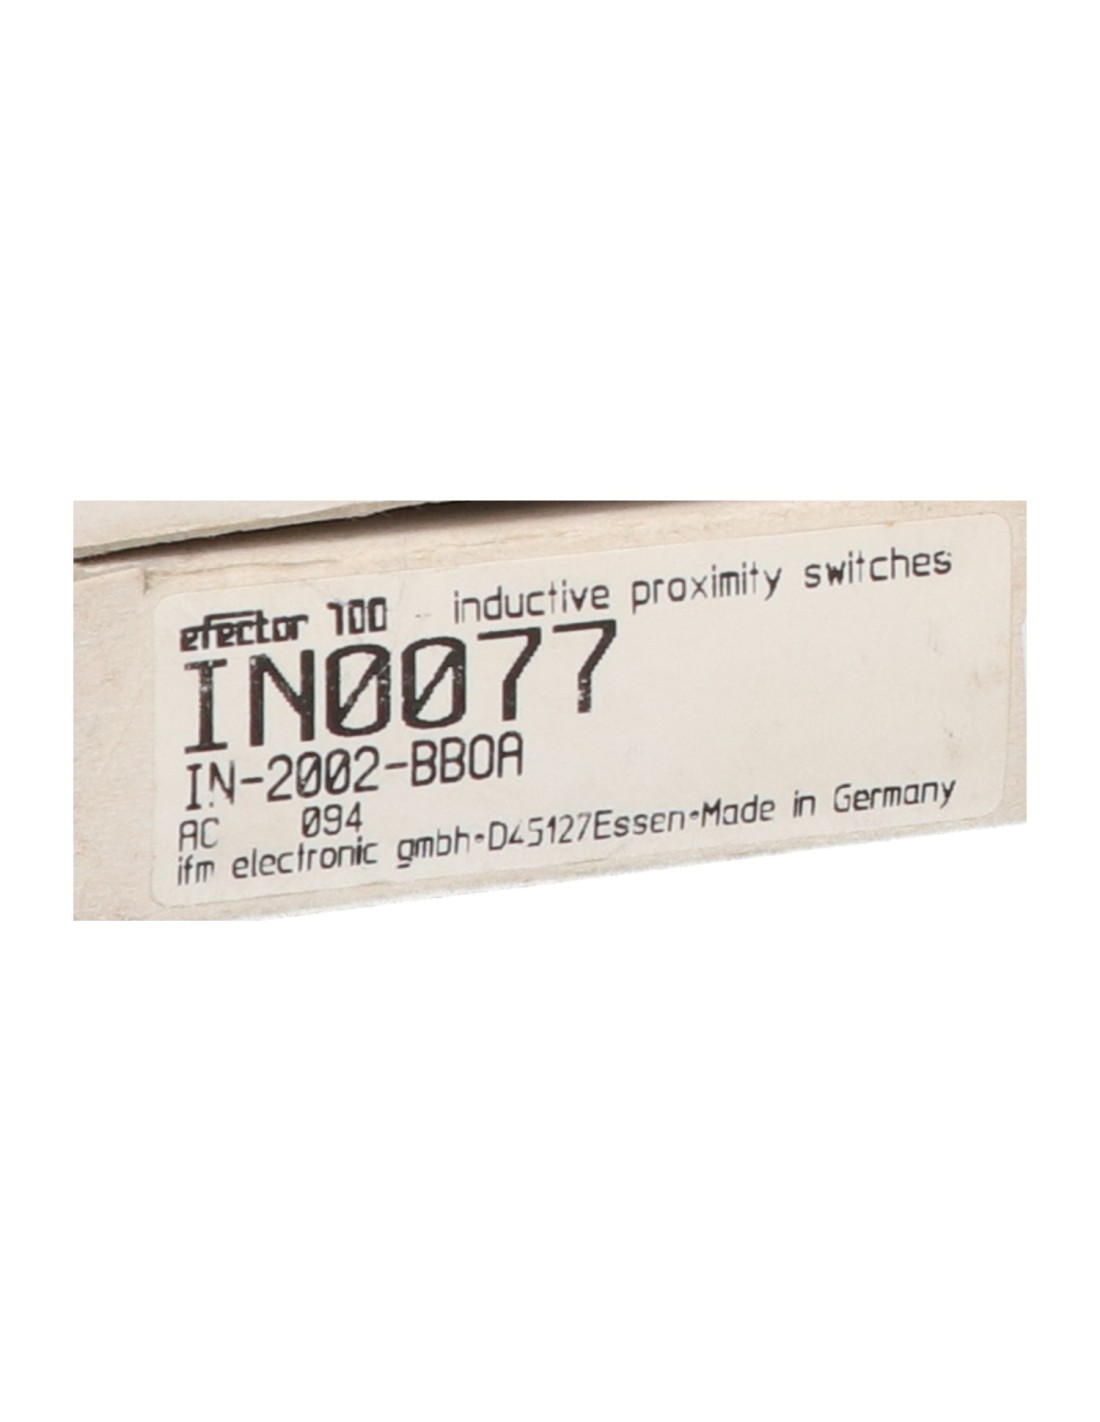 efector 100 - inductive proximity switches
IN0077
IN-2002-BBOA
AC 094
ifm electronic gmbh•D45127Essen•Made in Germany